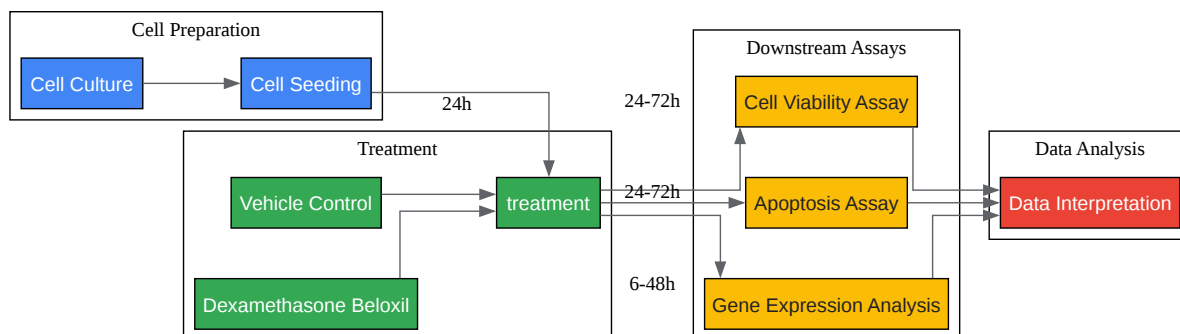 Cell Preparation
Cell Culture
Cell Seeding
24h
Treatment
Vehicle Control
treatment
Dexamethasone Beloxil
24-72h
24-72h
6-48h
Downstream Assays
Cell Viability Assay
Apoptosis Assay
Gene Expression Analysis
Data Analysis
Data Interpretation